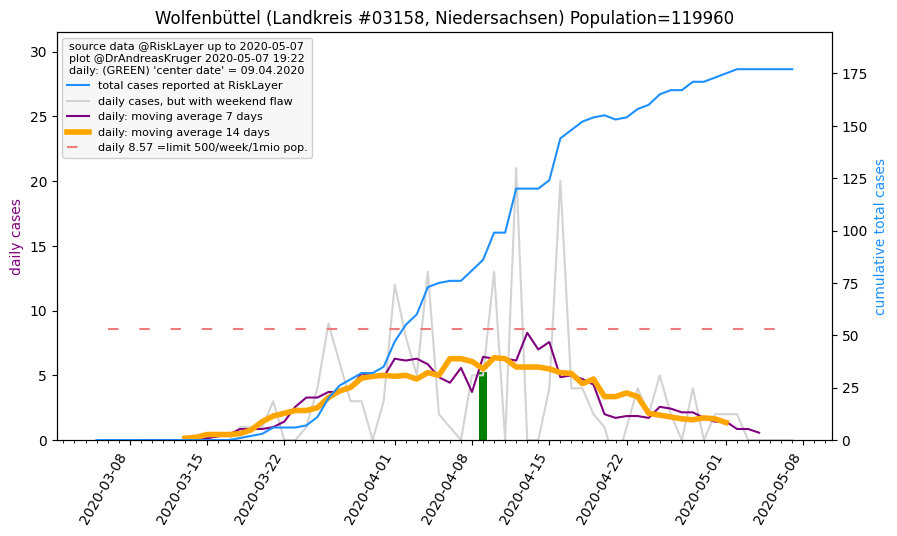 Wolfenbüttel (Landkreis #03158, Niedersachsen) Population=119960
source data @RiskLayer up to 2020-05-07
plot @DrAndreasKruger 2020-05-07 19:22
daily: (GREEN) 'center date' = 09.04.2020
total cases reported at RiskLayer
daily cases, but with weekend flaw
daily: moving average 7 days
daily: moving average 14 days
daily 8.57 =limit 500/week/1mio pop.
daily cases
30
25
20
15
10
5
0
cumulative total cases
175
150
125
100
75
50
25
0
2020-03-08
2020-03-15
2020-03-22
2020-04-01
2020-04-08
2020-04-15
2020-04-22
2020-05-01
2020-05-08